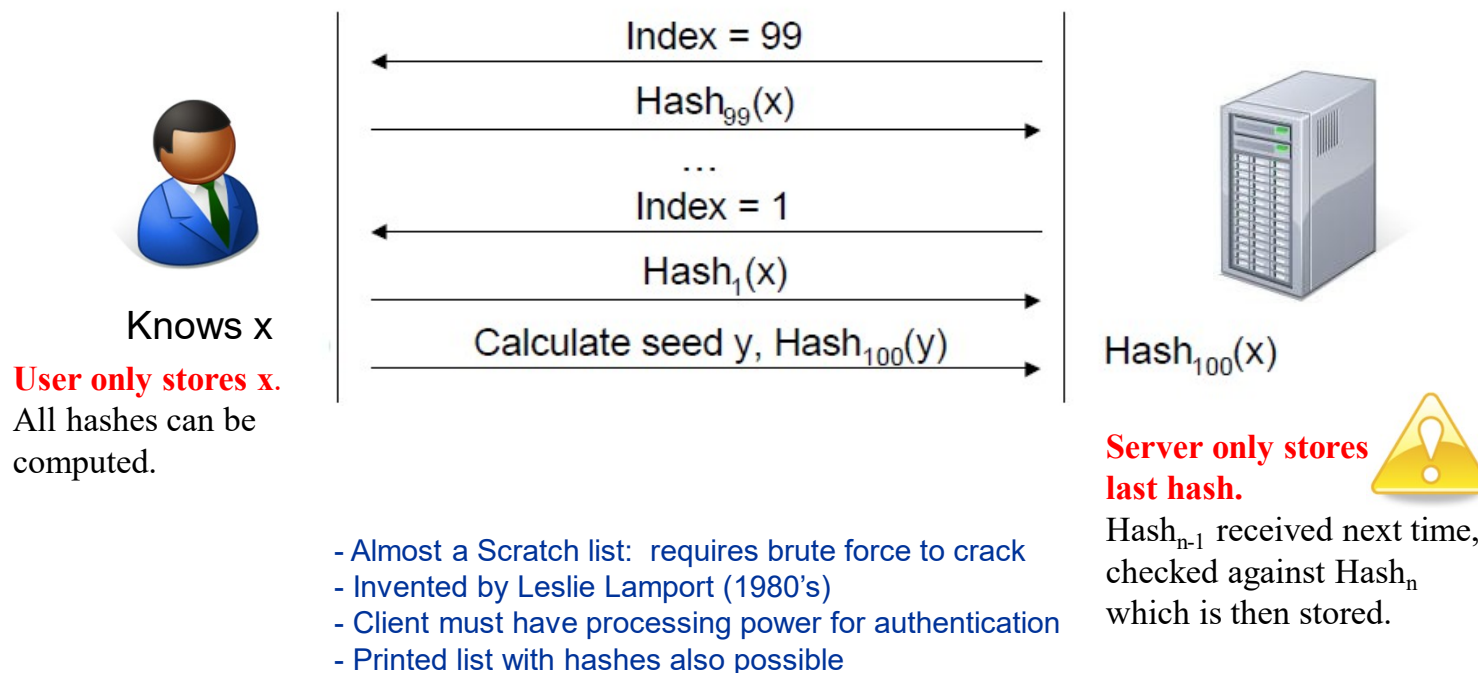 Index = 99
Hash₉₉(x)
...
Index = 1
Hash₁(x)
Calculate seed y, Hash₁₀₀(y)
Knows x
User only stores x.
All hashes can be
computed.
Hash₁₀₀(x)
Server only stores
last hash.
Hashₙ₋₁ received next time,
checked against Hashₙ
which is then stored.
- Almost a Scratch list: requires brute force to crack
- Invented by Leslie Lamport (1980's)
- Client must have processing power for authentication
- Printed list with hashes also possible